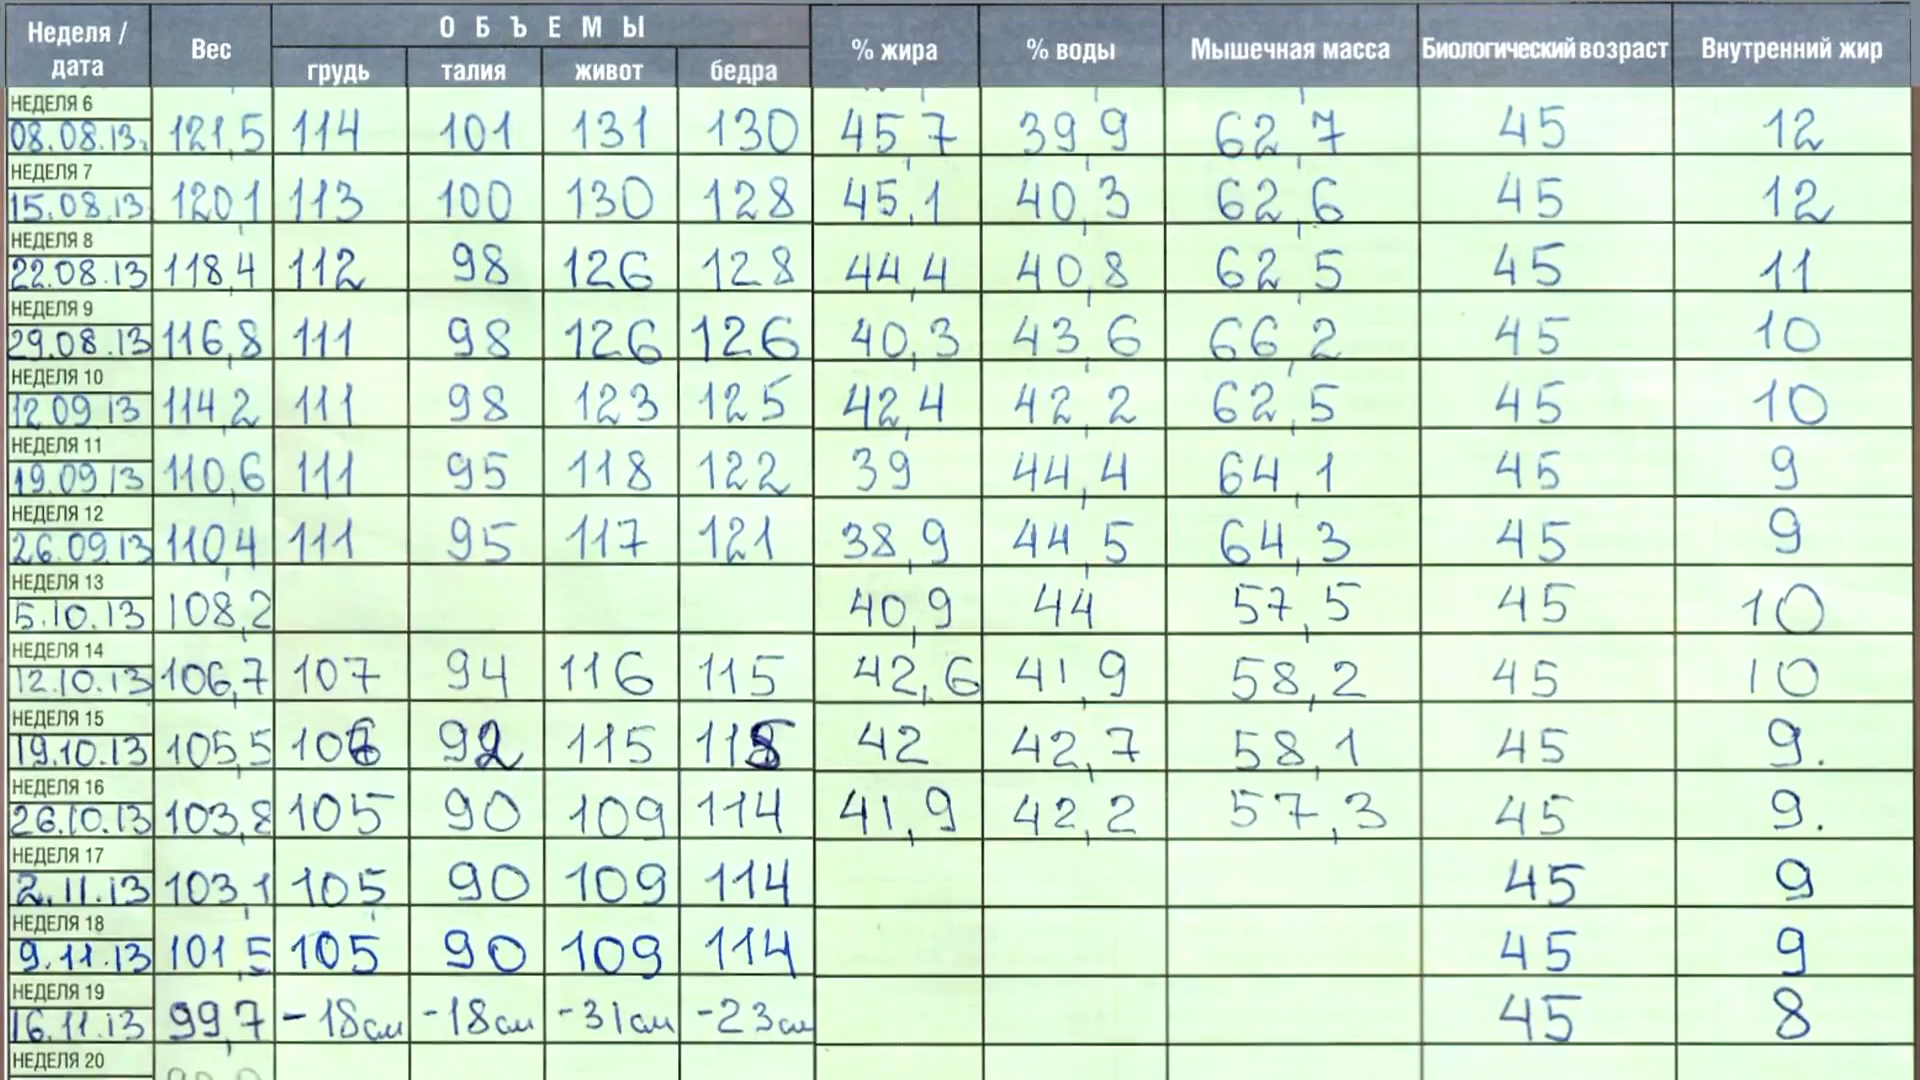 Неделя / дата Вес ОБЪЕМЫ % жира % воды Мышечная масса Биологический возраст Внутренний жир
грудь талия живот бедра
НЕДЕЛЯ 6
08.08.13г 121,5 114 101 131 130 45,7 39,9 62,7 45 12
НЕДЕЛЯ 7
15.08.13 120,1 113 100 130 128 45,1 40,3 62,6 45 12
НЕДЕЛЯ 8
22.08.13 118,4 112 98 126 128 44,4 40,8 62,5 45 11
НЕДЕЛЯ 9
29.08.13 116,8 111 98 126 126 40,3 43,6 66,2 45 10
НЕДЕЛЯ 10
12.09.13 114,2 111 98 123 125 42,4 42,2 62,5 45 10
НЕДЕЛЯ 11
19.09.13 110,6 111 95 118 122 39 44,4 64,1 45 9
НЕДЕЛЯ 12
26.09.13 110,4 111 95 117 121 38,9 44,5 64,3 45 9
НЕДЕЛЯ 13
5.10.13 108,2 40,9 44 57,5 45 10
НЕДЕЛЯ 14
12.10.13 106,7 107 94 116 115 42,6 41,9 58,2 45 10
НЕДЕЛЯ 15
19.10.13 105,5 106 92 115 115 42 42,7 58,1 45 9.
НЕДЕЛЯ 16
26.10.13 103,8 105 90 109 114 41,9 42,2 57,3 45 9.
НЕДЕЛЯ 17
2.11.13 103,1 105 90 109 114 45 9
НЕДЕЛЯ 18
9.11.13 101,5 105 90 109 114 45 9
НЕДЕЛЯ 19
16.11.13 99,7 -18см -18см -31см -23см 45 8
НЕДЕЛЯ 20